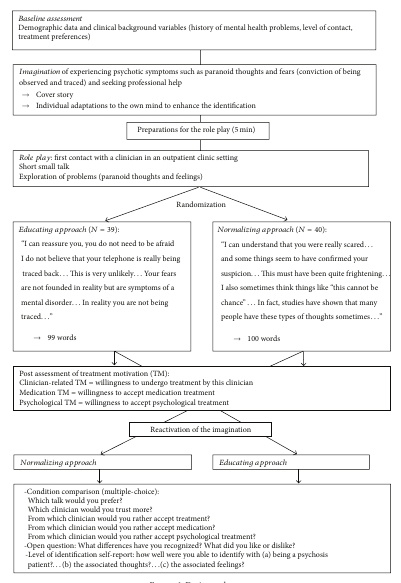 Baseline assessment
Demographic data and clinical background variables (history of mental health problems, level of contact,
treatment preferences)
Imagination of experiencing psychotic symptoms such as paranoid thoughts and fears (conviction of being
observed and traced) and seeking professional help
→ Cover story
→ Individual adaptations to the own mind to enhance the identification
Preparations for the role play (5 min)
Role play: first contact with a clinician in an outpatient clinic setting
Short small talk
Exploration of problems (paranoid thoughts and feelings)
Randomization
Educating approach (N = 39):
"I can reassure you, you do not need to be afraid
I do not believe that your telephone is really being
traced back... This is very unlikely... Your fears
are not founded in reality but are symptoms of a
mental disorder... In reality you are not being
traced..."
→ 99 words
Normalizing approach (N = 40):
"I can understand that you were really scared...
and some things seem to have confirmed your
suspicion... This must have been quite frightening...
I also sometimes think things like "this cannot be
chance"... In fact, studies have shown that many
people have these types of thoughts sometimes..."
→ 100 words
Post assessment of treatment motivation (TM):
Clinician-related TM = willingness to undergo treatment by this clinician
Medication TM = willingness to accept medication treatment
Psychological TM = willingness to accept psychological treatment
Reactivation of the imagination
Normalizing approach
Educating approach
-Condition comparison (multiple-choice):
Which talk would you prefer?
Which clinician would you trust more?
From which clinician would you rather accept treatment?
From which clinician would you rather accept medication?
From which clinician would you rather accept psychological treatment?
-Open question: What differences have you recognized? What did you like or dislike?
-Level of identification self-report: how well were you able to identify with (a) being a psychosis
patient?... (b) the associated thoughts?... (c) the associated feelings?